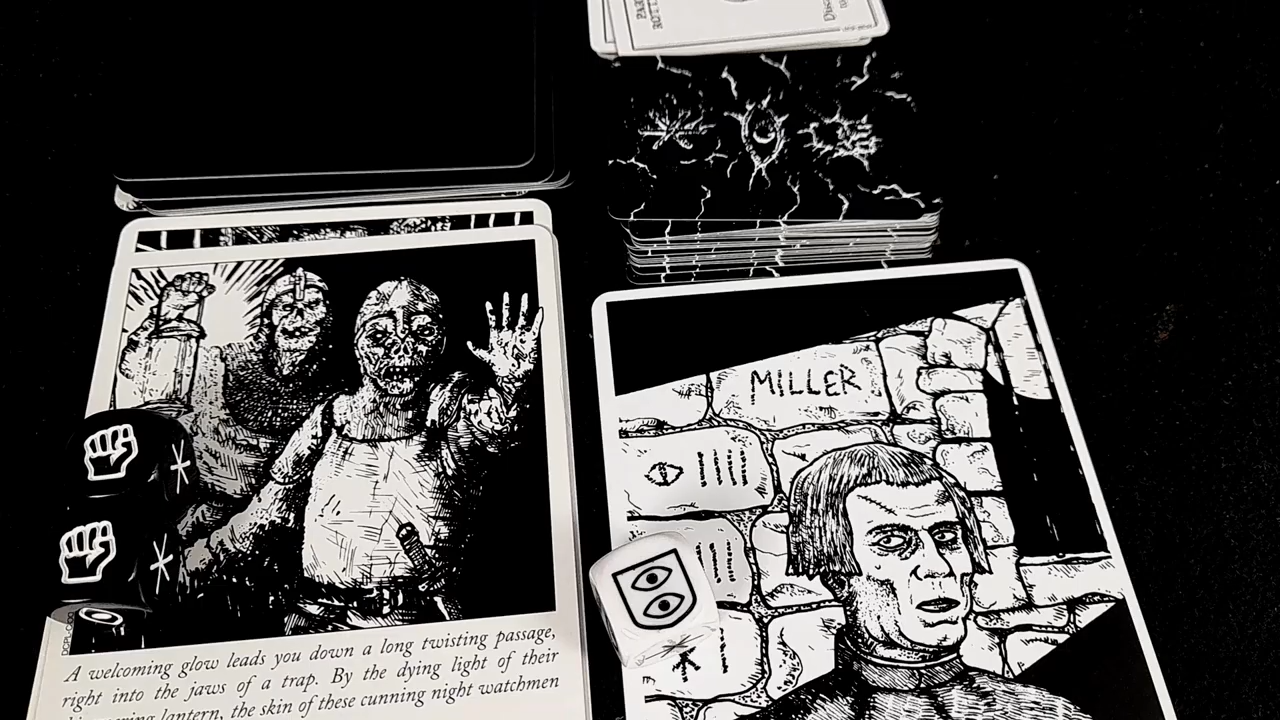 MILLER
A welcoming glow leads you down a long twisting passage,
right into the jaws of a trap. By the dying light of their
lantern, the skin of these cunning night watchmen